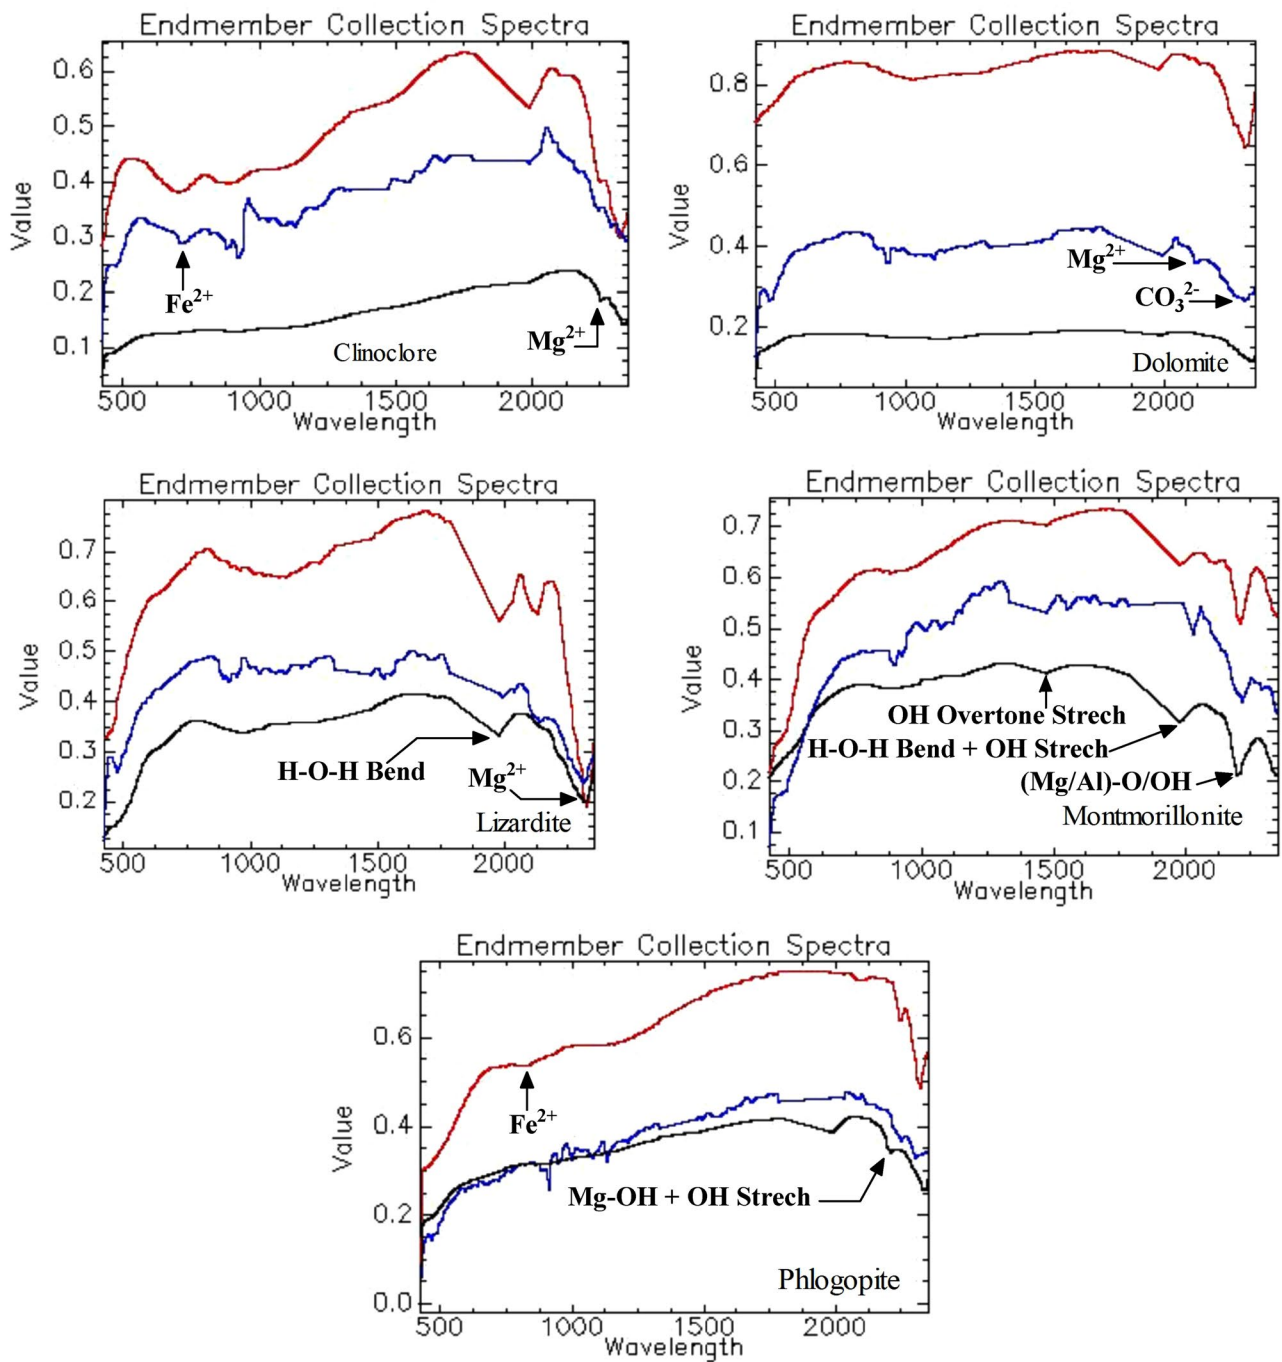 Endmember Collection Spectra
Value
0.6
0.5
0.4
0.3
0.2
0.1
Fe2+
Mg2+
Clinoclore
500 1000 1500 2000
Wavelength
Endmember Collection Spectra
Value
0.8
0.6
0.4
0.2
Mg2+
CO32-
Dolomite
500 1000 1500 2000
Wavelength
Endmember Collection Spectra
Value
0.7
0.6
0.5
0.4
0.3
0.2
H-O-H Bend
Mg2+
Lizardite
500 1000 1500 2000
Wavelength
Endmember Collection Spectra
Value
0.7
0.6
0.5
0.4
0.3
0.2
0.1
OH Overtone Strech
H-O-H Bend + OH Strech
(Mg/Al)-O/OH
Montmorillonite
500 1000 1500 2000
Wavelength
Endmember Collection Spectra
Value
0.6
0.4
0.2
0.0
Fe2+
Mg-OH + OH Strech
Phlogopite
500 1000 1500 2000
Wavelength